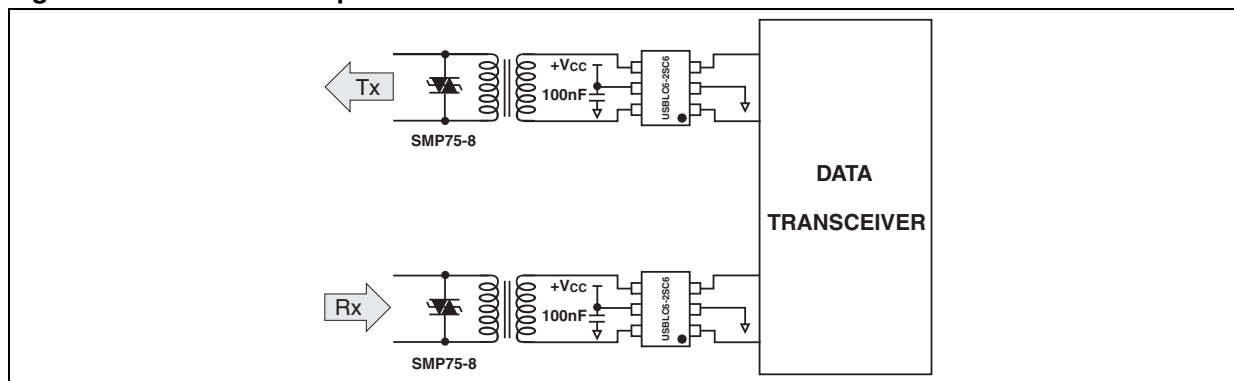 Tx
SMP75-8
+Vcc
100nF
USBLC6-2SC6
DATA
TRANSCEIVER
Rx
SMP75-8
+Vcc
100nF
USBLC6-2SC6